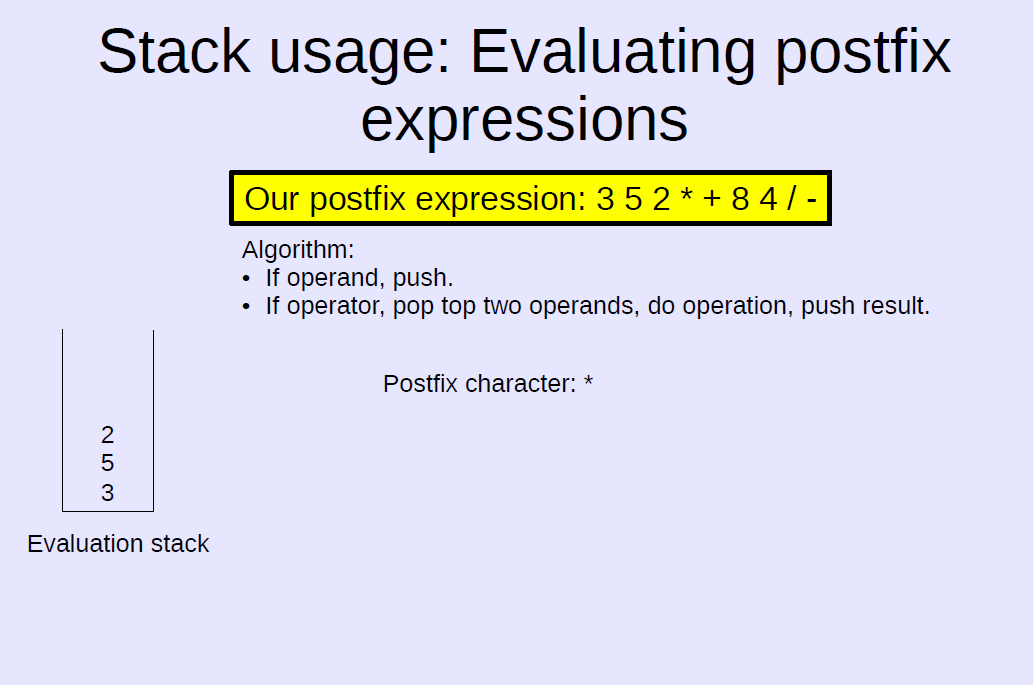 Stack usage: Evaluating postfix
expressions
Our postfix expression: 3 5 2 * + 8 4 / -
Algorithm:
• If operand, push.
• If operator, pop top two operands, do operation, push result.
Postfix character: *
2
5
3
Evaluation stack